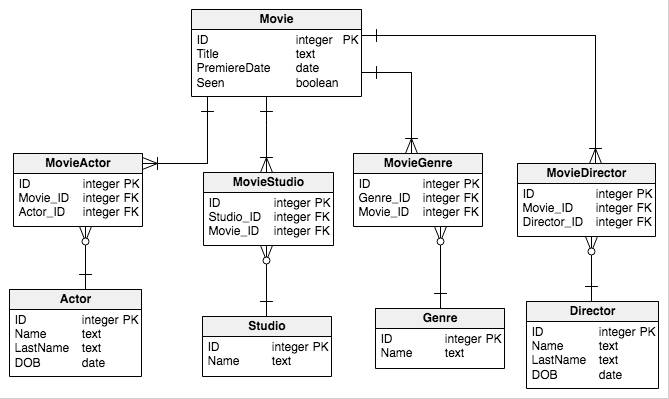 Movie
ID integer PK
Title text
PremiereDate date
Seen boolean
MovieActor
ID integer PK
Movie_ID integer FK
Actor_ID integer FK
MovieStudio
ID integer PK
Studio_ID integer FK
Movie_ID integer FK
MovieGenre
ID integer PK
Genre_ID integer FK
Movie_ID integer FK
MovieDirector
ID integer PK
Movie_ID integer FK
Director_ID integer FK
Actor
ID integer PK
Name text
LastName text
DOB date
Studio
ID integer PK
Name text
Genre
ID integer PK
Name text
Director
ID integer PK
Name text
LastName text
DOB date